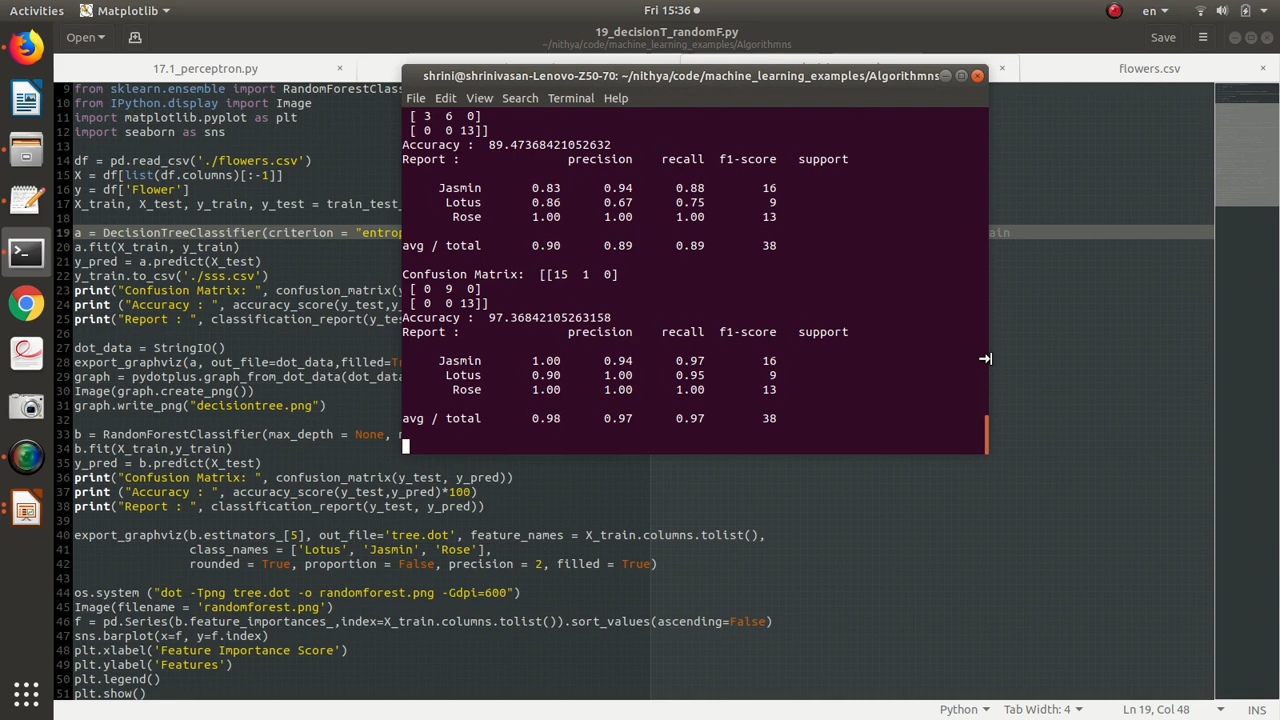 Activities
Matplotlib
Fri 15:36
en
Open
19_decisionT_randomF.py
~/nithya/code/machine_learning_examples/Algorithmns
Save
17.1_perceptron.py
flowers.csv
shrini@shrinivasan-Lenovo-Z50-70: ~/nithya/code/machine_learning_examples/Algorithmns
File Edit View Search Terminal Help
[ 3 6 0]
[ 0 0 13]]
Accuracy : 89.47368421052632
Report : precision recall f1-score support
Jasmin 0.83 0.94 0.88 16
Lotus 0.86 0.67 0.75 9
Rose 1.00 1.00 1.00 13
avg / total 0.90 0.89 0.89 38
Confusion Matrix: [[15 1 0]
[ 0 9 0]
[ 0 0 13]]
Accuracy : 97.36842105263158
Report : precision recall f1-score support
Jasmin 1.00 0.94 0.97 16
Lotus 0.90 1.00 0.95 9
Rose 1.00 1.00 1.00 13
avg / total 0.98 0.97 0.97 38
9 from sklearn.ensemble import RandomForestClass
10 from IPython.display import Image
11 import matplotlib.pyplot as plt
12 import seaborn as sns
13
14 df = pd.read_csv('./flowers.csv')
15 X = df[list(df.columns)[:-1]]
16 y = df['Flower']
17 X_train, X_test, y_train, y_test = train_test_
18
19 a = DecisionTreeClassifier(criterion = "entrop ain
20 a.fit(X_train, y_train)
21 y_pred = a.predict(X_test)
22 y_train.to_csv('./sss.csv')
23 print("Confusion Matrix: ", confusion_matrix(y
24 print ("Accuracy : ", accuracy_score(y_test,y_
25 print("Report : ", classification_report(y_tes
26
27 dot_data = StringIO()
28 export_graphviz(a, out_file=dot_data,filled=Tr
29 graph = pydotplus.graph_from_dot_data(dot_data
30 Image(graph.create_png())
31 graph.write_png("decisiontree.png")
32
33 b = RandomForestClassifier(max_depth = None,
34 b.fit(X_train,y_train)
35 y_pred = b.predict(X_test)
36 print("Confusion Matrix: ", confusion_matrix(y_test, y_pred))
37 print ("Accuracy : ", accuracy_score(y_test,y_pred)*100)
38 print("Report : ", classification_report(y_test, y_pred))
39
40 export_graphviz(b.estimators_[5], out_file='tree.dot', feature_names = X_train.columns.tolist(),
41 class_names = ['Lotus', 'Jasmin', 'Rose'],
42 rounded = True, proportion = False, precision = 2, filled = True)
43
44 os.system ("dot -Tpng tree.dot -o randomforest.png -Gdpi=600")
45 Image(filename = 'randomforest.png')
46 f = pd.Series(b.feature_importances_,index=X_train.columns.tolist()).sort_values(ascending=False)
47 sns.barplot(x=f, y=f.index)
48 plt.xlabel('Feature Importance Score')
49 plt.ylabel('Features')
50 plt.legend()
51 plt.show()
Python Tab Width: 4 Ln 19, Col 48 INS